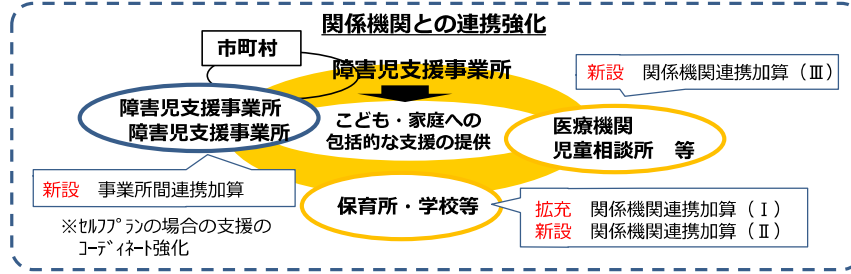 関係機関との連携強化
市町村
障害児支援事業所
新設 関係機関連携加算（Ⅲ）
障害児支援事業所
障害児支援事業所
こども・家庭への
包括的な支援の提供
医療機関
児童相談所 等
新設 事業所間連携加算
保育所・学校等
拡充 関係機関連携加算（Ⅰ）
新設 関係機関連携加算（Ⅱ）
※ｾﾙﾌﾌﾟﾗﾝの場合の支援の
ｺｰﾃﾞｨﾈｰﾄ強化